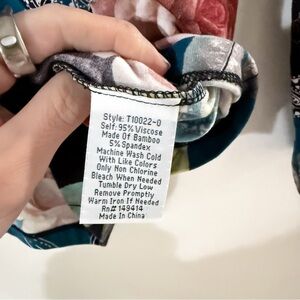 Style: T10022-0
Self: 95% Viscose
Made Of Bamboo
5% Spandex
Machine Wash Cold
With Like Colors
Only Non Chlorine
Bleach When Needed
Tumble Dry Low
Remove Promptly
Warm Iron If Needed
Rn# 149414
Made In China